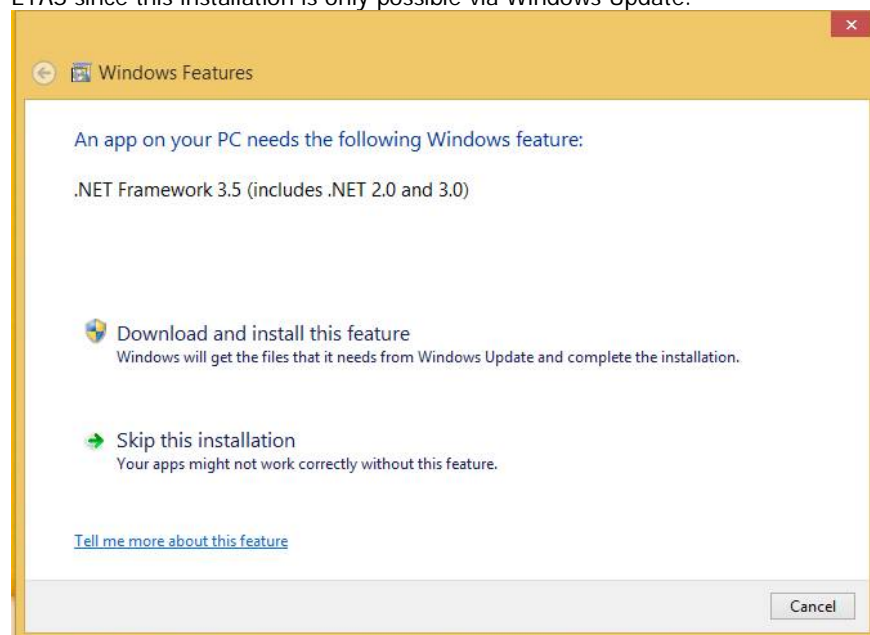 ETAS since this installation is only possible via Windows Update.
Windows Features
An app on your PC needs the following Windows feature:
.NET Framework 3.5 (includes .NET 2.0 and 3.0)
Download and install this feature
Windows will get the files that it needs from Windows Update and complete the installation.
Skip this installation
Your apps might not work correctly without this feature.
Tell me more about this feature
Cancel